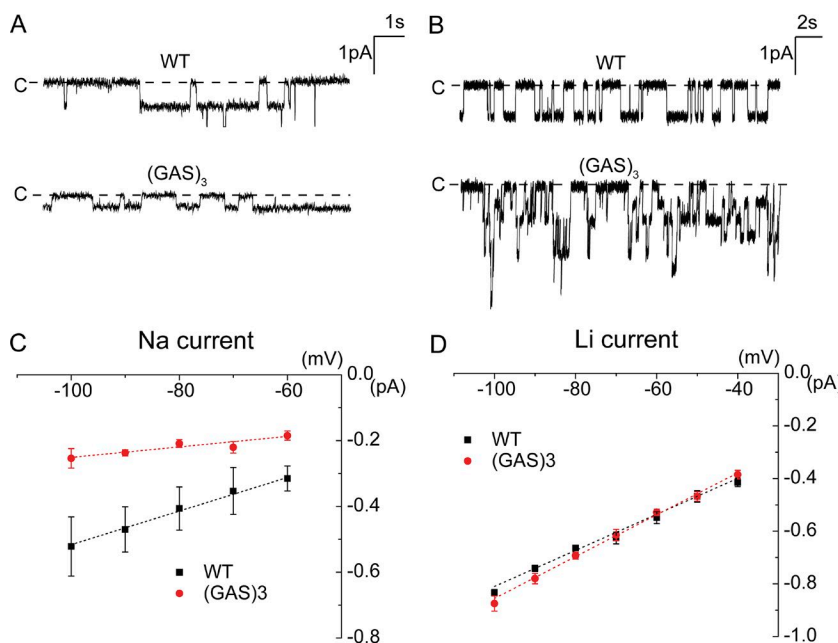 A
1s
1pA
WT
C
(GAS)3
C
B
2s
1pA
WT
C
(GAS)3
C
C
Na current
(mV)
0.0
(pA)
-100
-80
-60
-0.2
-0.4
-0.6
-0.8
WT
(GAS)3
D
Li current
(mV)
0.0
(pA)
-100
-80
-60
-40
-0.2
-0.4
-0.6
-0.8
-1.0
WT
(GAS)3